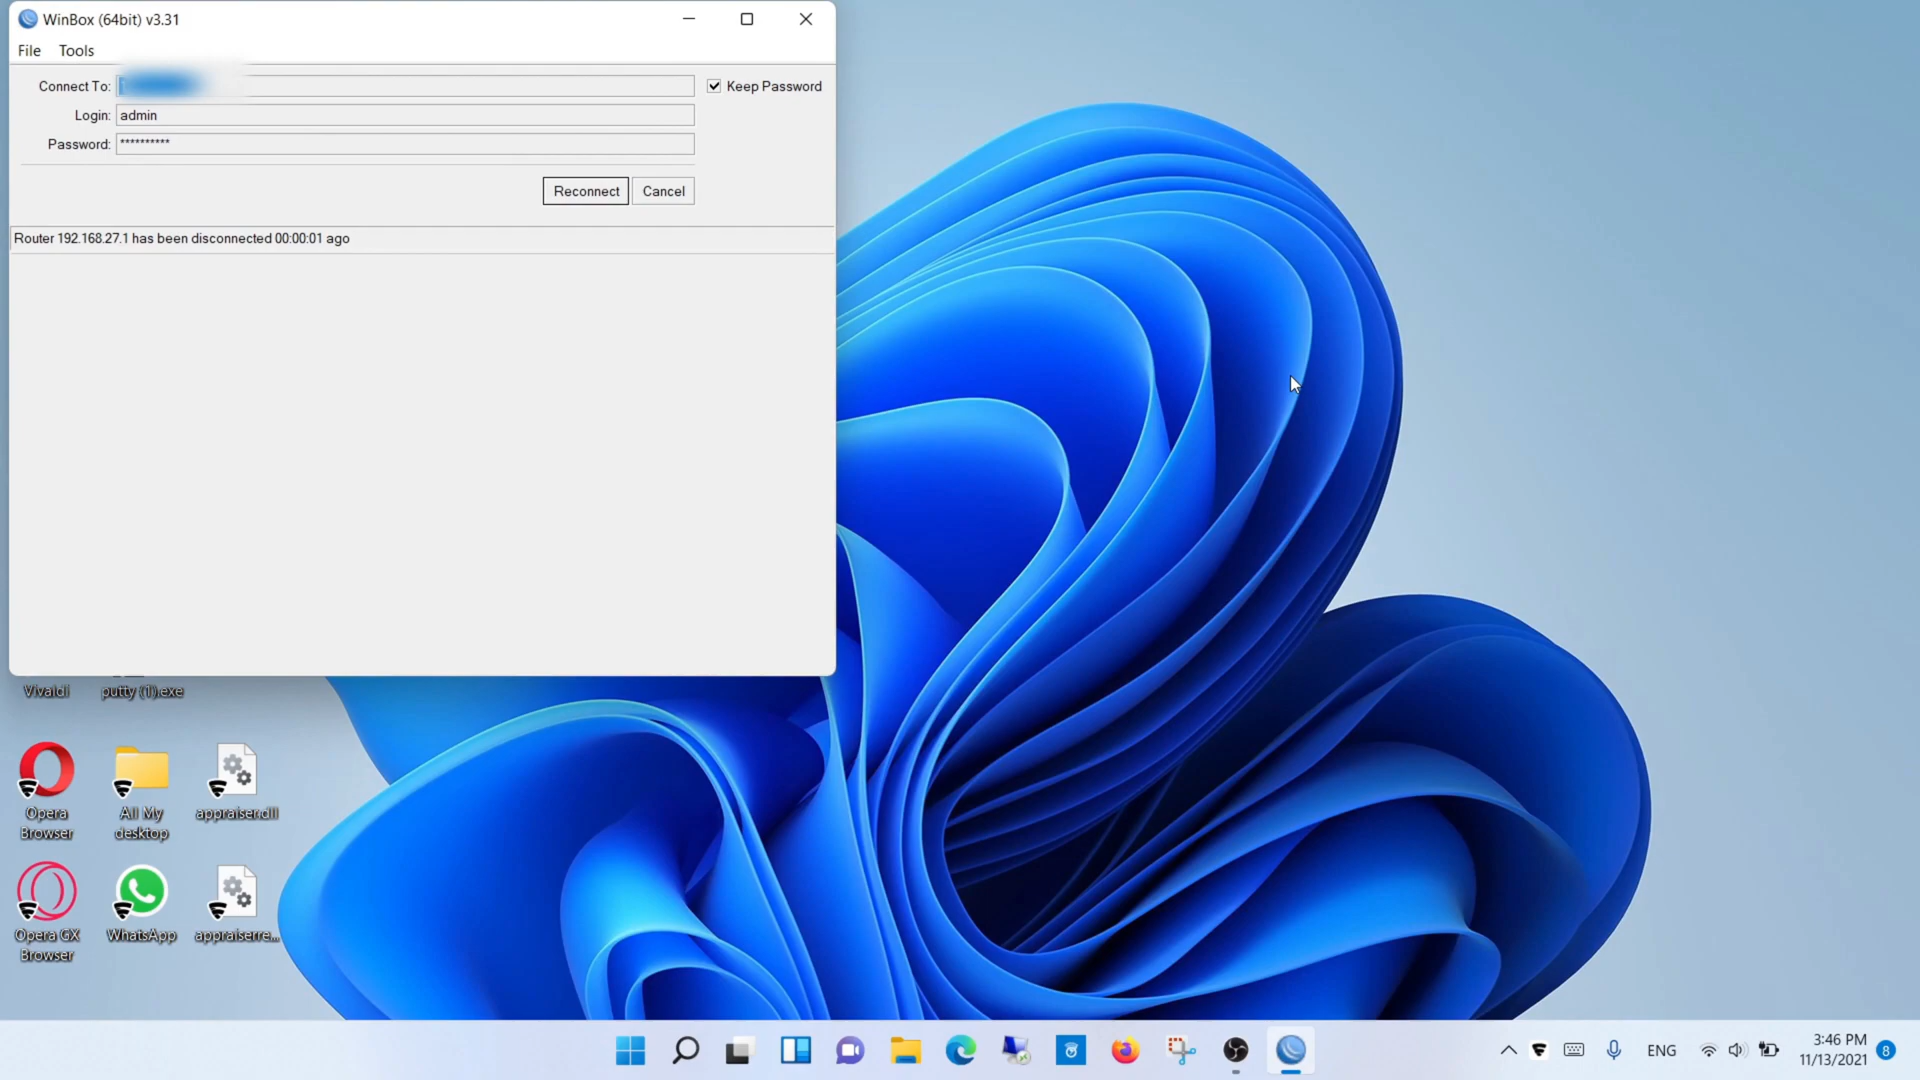 WinBox (64bit) v3.31
File Tools
Connect To:
Keep Password
Login: admin
Password: **********
Reconnect Cancel
Router 192.168.27.1 has been disconnected 00:00:01 ago
Vivaldi
putty (1).exe
Opera Browser
All My desktop
appraiser.dll
Opera GX Browser
WhatsApp
appraiserre...
ENG
3:46 PM
11/13/2021
8